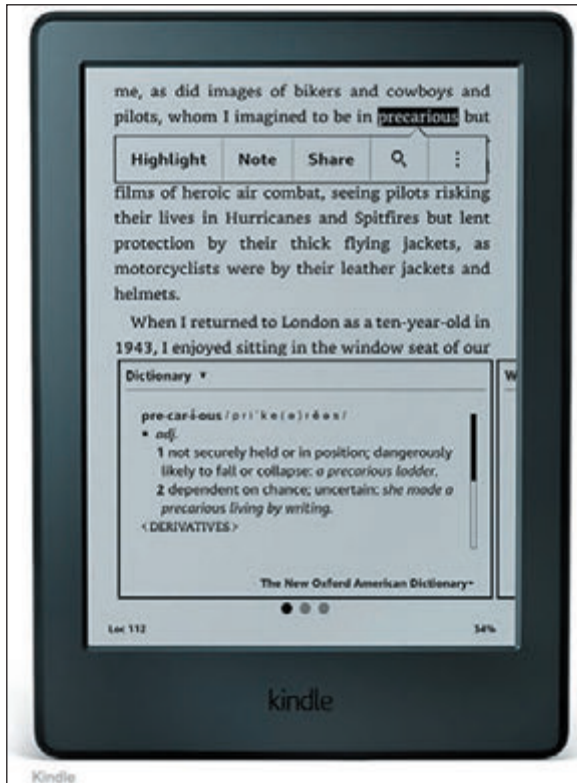 me, as did images of bikers and cowboys and
pilots, whom I imagined to be in precarious but
Highlight Note Share
films of heroic air combat, seeing pilots risking
their lives in Hurricanes and Spitfires but lent
protection by their thick flying jackets, as
motorcyclists were by their leather jackets and
helmets.
When I returned to London as a ten-year-old in
1943, I enjoyed sitting in the window seat of our
Dictionary
W
pre·car·i·ous
• adj.
1 not securely held or in position; dangerously
likely to fall or collapse: a precarious ladder.
2 dependent on chance; uncertain: she made a
precarious living by writing.
<DERIVATIVES>
The New Oxford American Dictionary
Loc 112 34%
kindle
Kindle